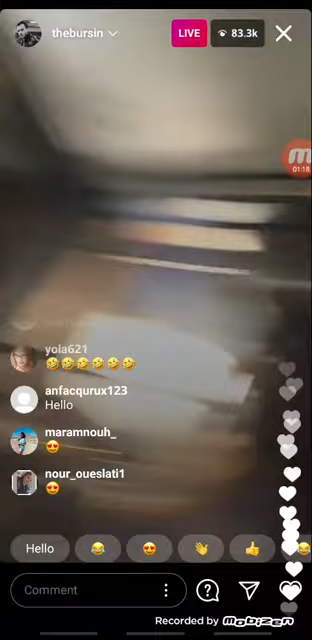 thebursin
LIVE
83.3k
01:18
yola621
anfacqurux123
Hello
maramnouh_
nour_oueslati1
Hello
Comment
Recorded by mobizen